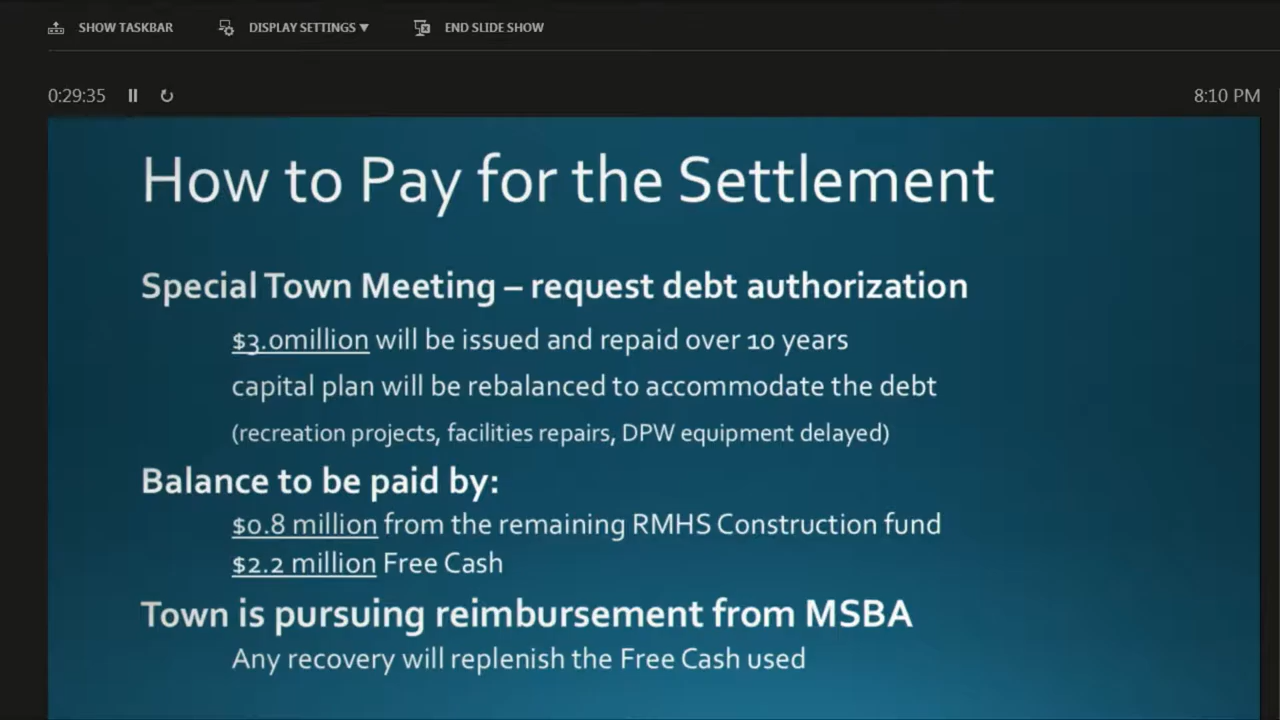 SHOW TASKBAR DISPLAY SETTINGS ▼ END SLIDE SHOW
0:29:35 8:10 PM
How to Pay for the Settlement
Special Town Meeting – request debt authorization
$3.0million will be issued and repaid over 10 years
capital plan will be rebalanced to accommodate the debt
(recreation projects, facilities repairs, DPW equipment delayed)
Balance to be paid by:
$0.8 million from the remaining RMHS Construction fund
$2.2 million Free Cash
Town is pursuing reimbursement from MSBA
Any recovery will replenish the Free Cash used